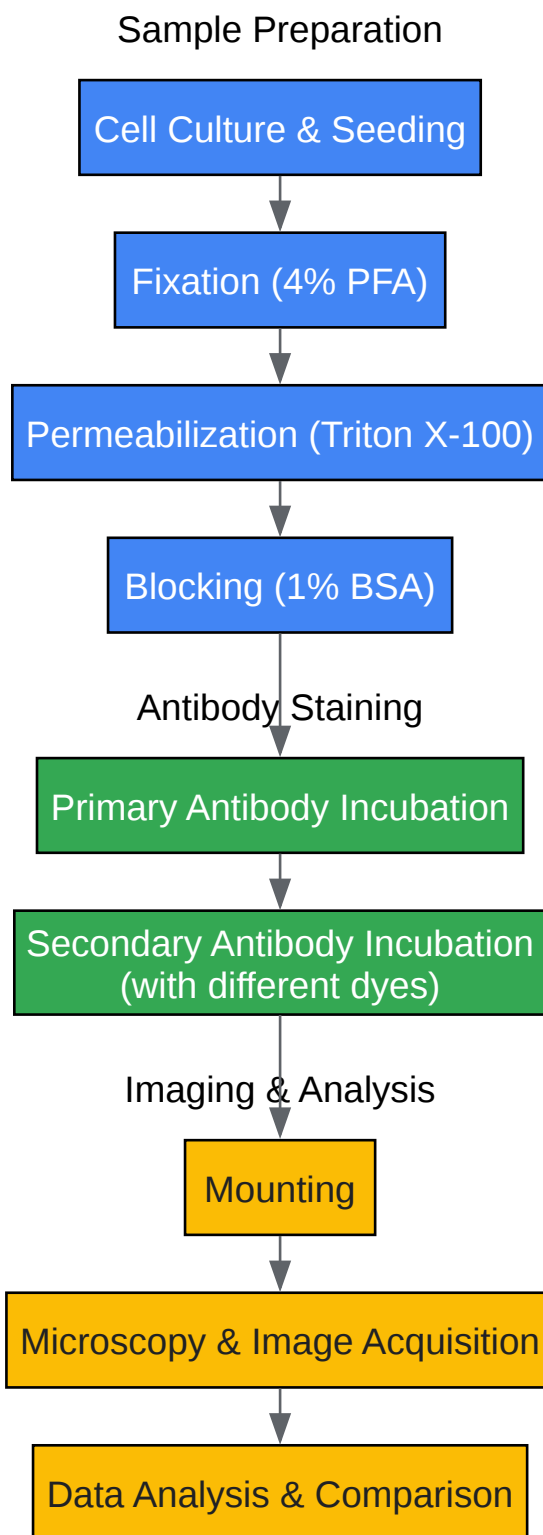 Sample Preparation
Cell Culture & Seeding
Fixation (4% PFA)
Permeabilization (Triton X-100)
Blocking (1% BSA)
Antibody Staining
Primary Antibody Incubation
Secondary Antibody Incubation
(with different dyes)
Imaging & Analysis
Mounting
Microscopy & Image Acquisition
Data Analysis & Comparison